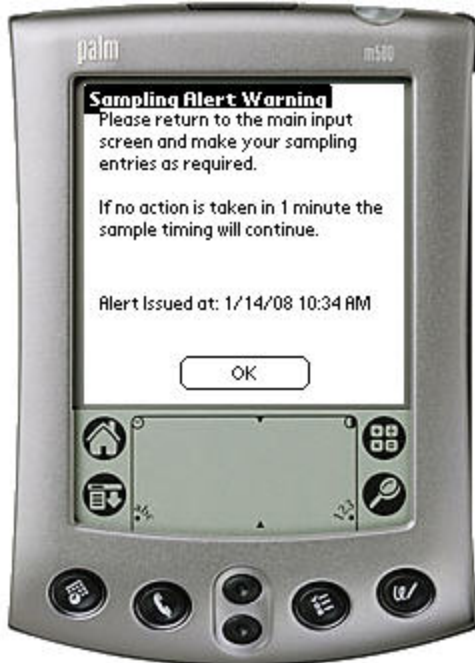 palm
m500
Sampling Alert Warning
Please return to the main input
screen and make your sampling
entries as required.
If no action is taken in 1 minute the
sample timing will continue.
Alert Issued at: 1/14/08 10:34 AM
OK
abc
123